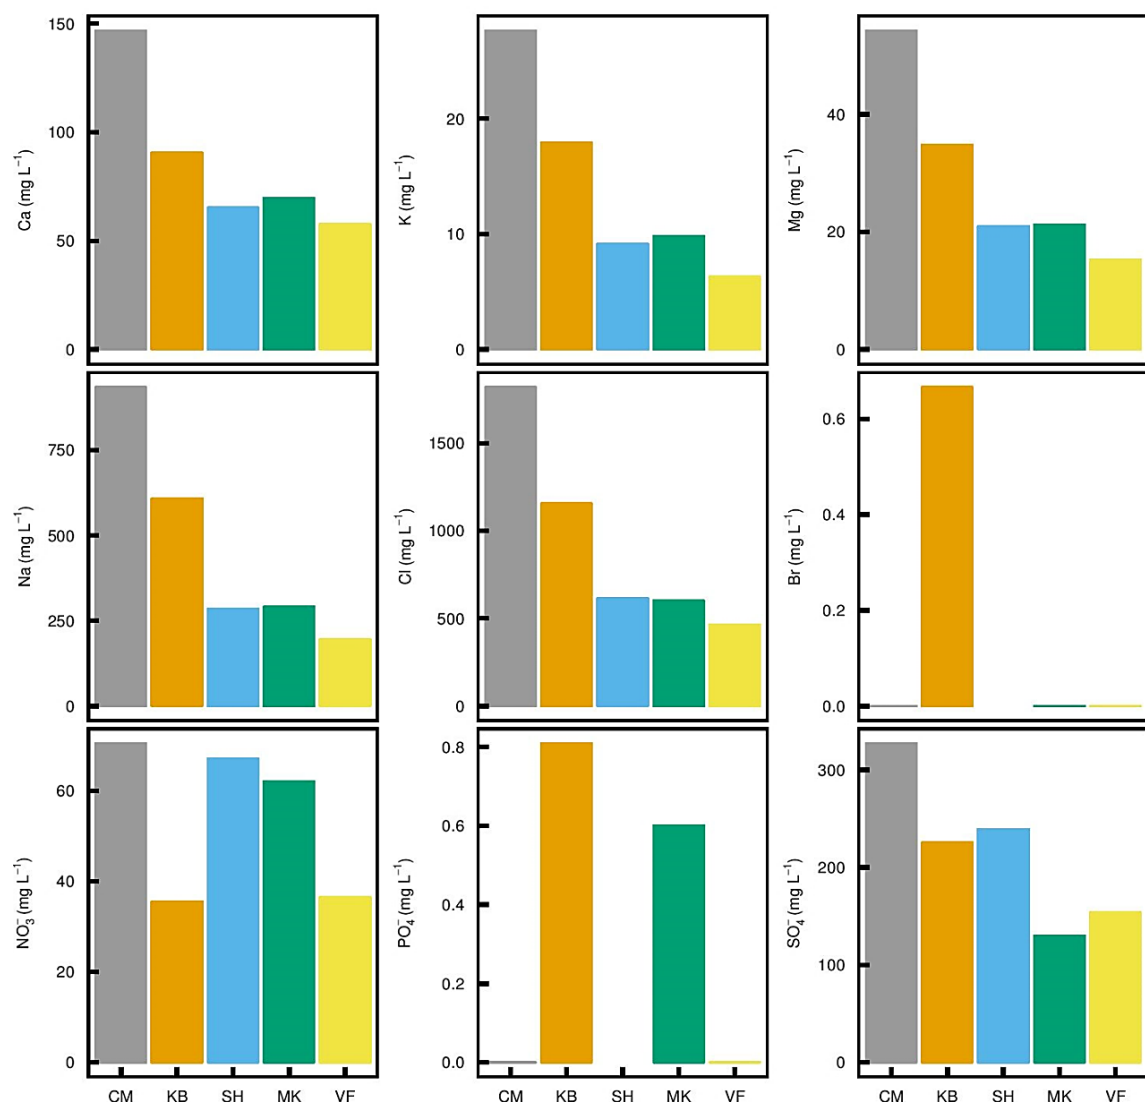 Ca (mg L⁻¹)
150
100
50
0
K (mg L⁻¹)
20
10
0
Mg (mg L⁻¹)
40
20
0
Na (mg L⁻¹)
750
500
250
0
Cl (mg L⁻¹)
1500
1000
500
0
Br (mg L⁻¹)
0.6
0.4
0.2
0.0
NO₃⁻ (mg L⁻¹)
60
40
20
0
CM KB SH MK VF
PO₄⁻ (mg L⁻¹)
0.8
0.6
0.4
0.2
0.0
CM KB SH MK VF
SO₄⁻ (mg L⁻¹)
300
200
100
0
CM KB SH MK VF